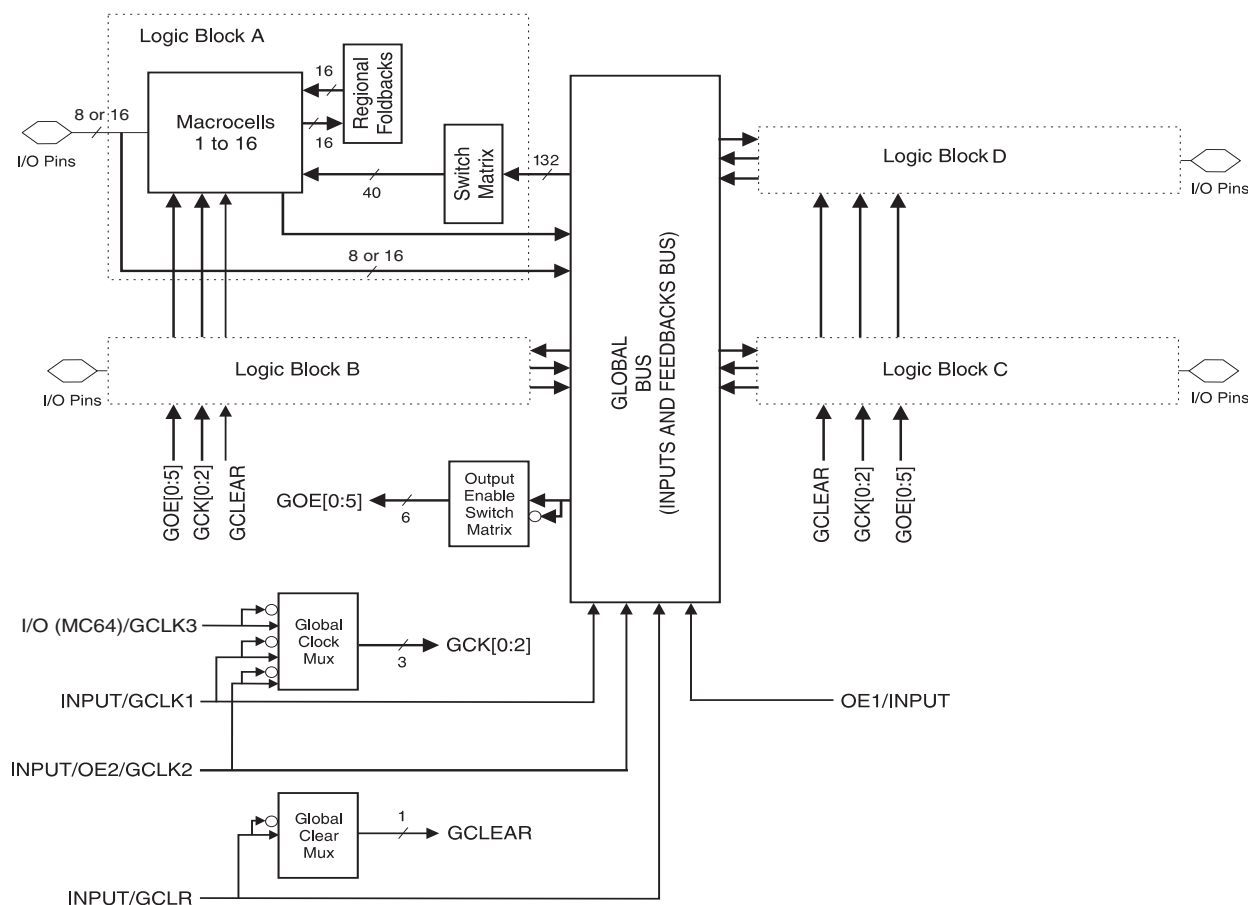 Logic Block A
8 or 16
I/O Pins
Macrocells
1 to 16
16
16
Regional
Foldbacks
40
Switch
Matrix
132
8 or 16
GLOBAL
BUS
(INPUTS AND FEEDBACKS BUS)
Logic Block D
I/O Pins
Logic Block B
I/O Pins
GOE[0:5]
GCK[0:2]
GCLEAR
Logic Block C
I/O Pins
GCLEAR
GCK[0:2]
GOE[0:5]
GOE[0:5]
6
Output
Enable
Switch
Matrix
I/O (MC64)/GCLK3
Global
Clock
Mux
3
GCK[0:2]
INPUT/GCLK1
OE1/INPUT
INPUT/OE2/GCLK2
Global
Clear
Mux
1
GCLEAR
INPUT/GCLR